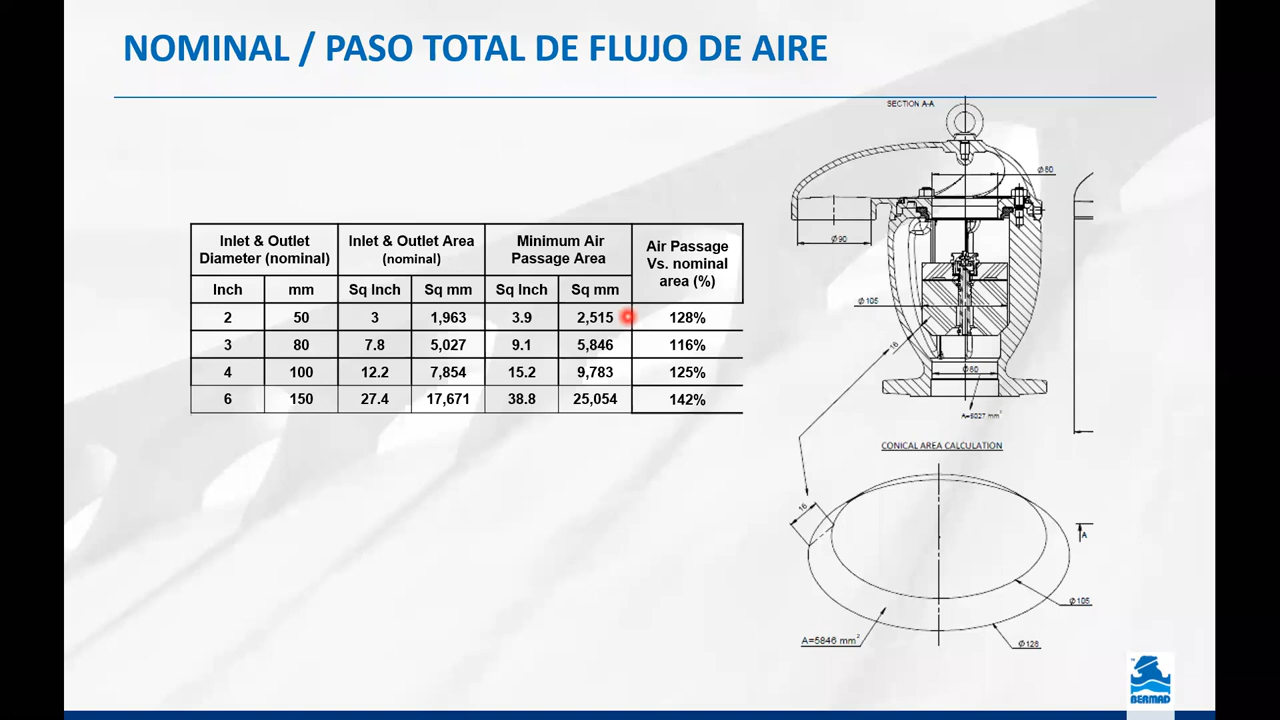 NOMINAL / PASO TOTAL DE FLUJO DE AIRE
SECTION A-A
Ø80
Ø90
Ø105
16
Ø80
A=5027 mm²
Inlet & Outlet Diameter (nominal) Inlet & Outlet Area (nominal) Minimum Air Passage Area Air Passage Vs. nominal area (%)
Inch mm Sq Inch Sq mm Sq Inch Sq mm
2 50 3 1,963 3.9 2,515 128%
3 80 7.8 5,027 9.1 5,846 116%
4 100 12.2 7,854 15.2 9,783 125%
6 150 27.4 17,671 38.8 25,054 142%
CONICAL AREA CALCULATION
16
A
Ø105
A=5846 mm²
Ø128
BERMAD